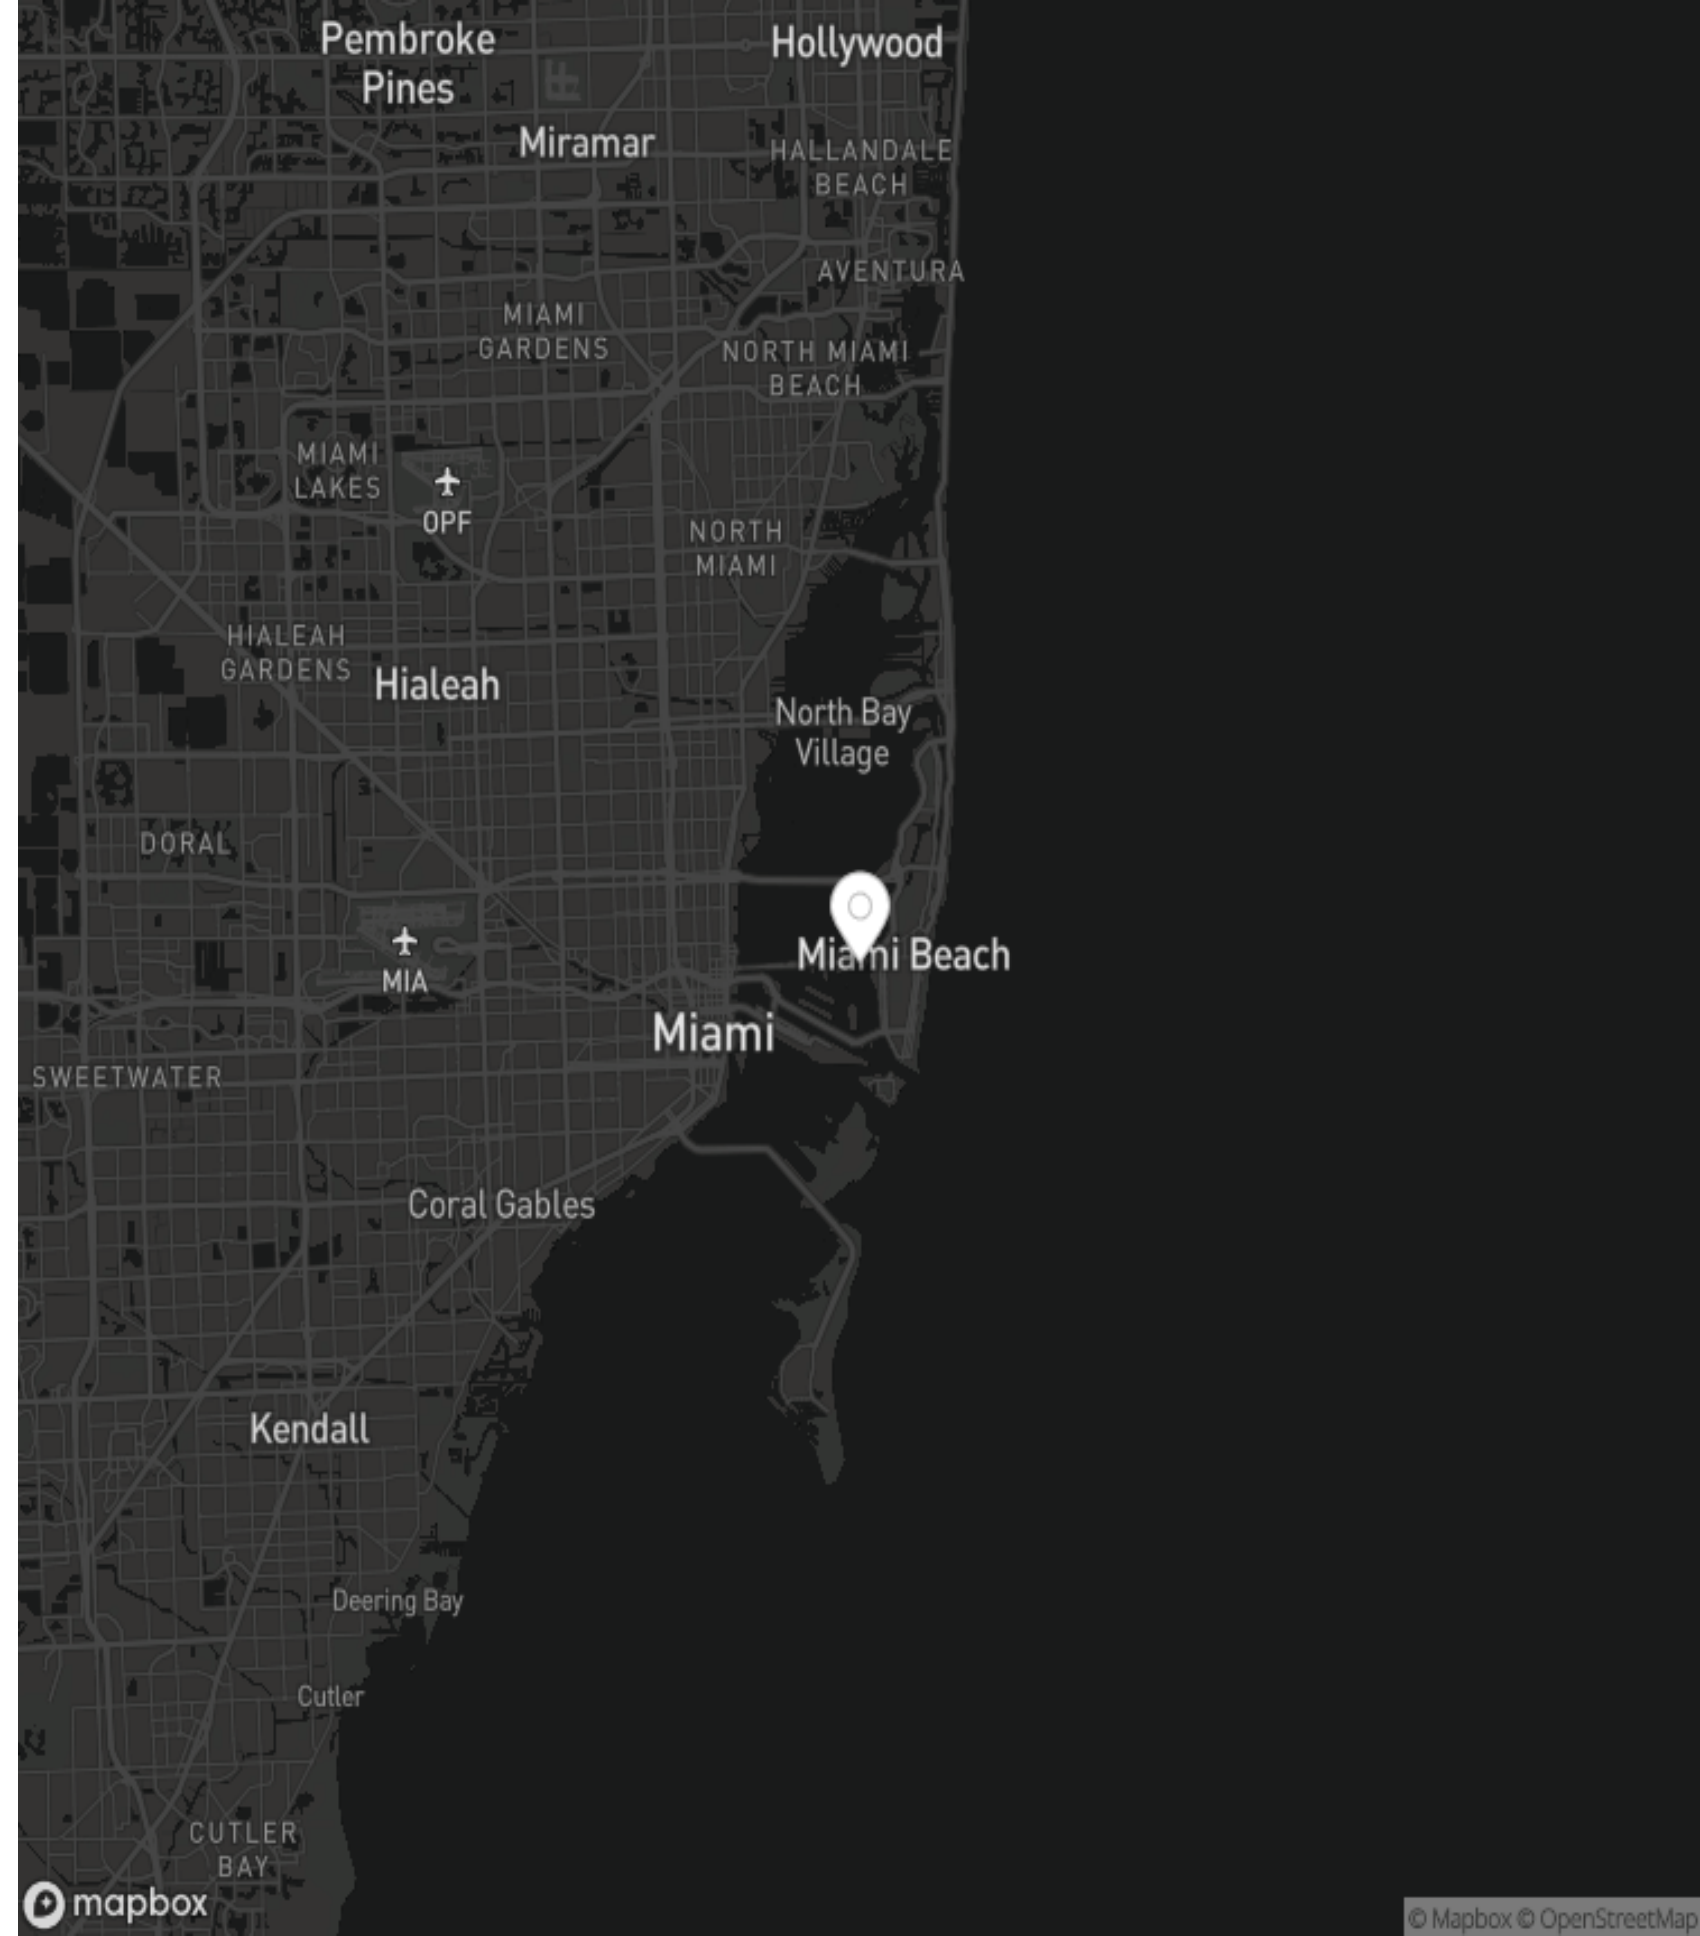 Pembroke
Pines
Hollywood
Miramar
HALLANDALE
BEACH
AVENTURA
MIAMI
GARDENS
NORTH MIAMI
BEACH
MIAMI
LAKES
OPF
NORTH
MIAMI
HIALEAH
GARDENS
Hialeah
North Bay
Village
DORAL
Miami Beach
MIA
Miami
SWEETWATER
Coral Gables
Kendall
Deering Bay
Cutler
CUTLER
BAY
mapbox
© Mapbox © OpenStreetMap